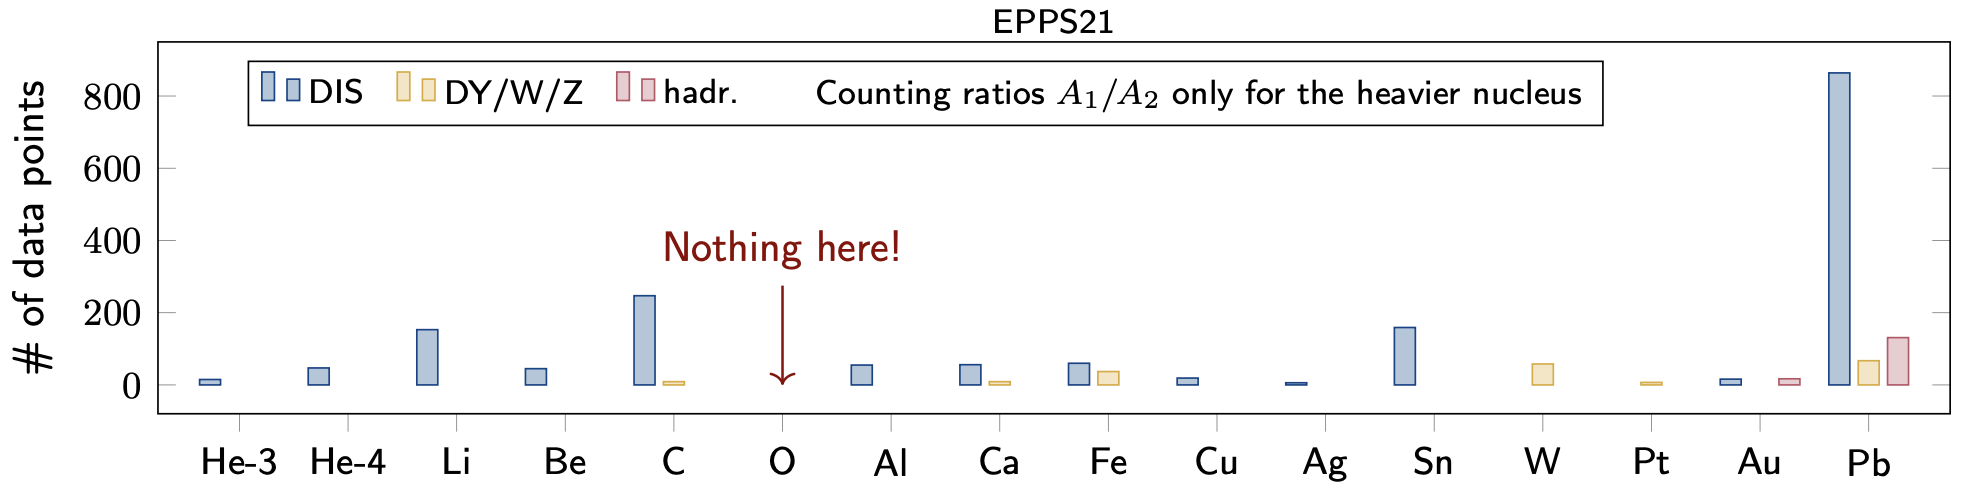 EPPS21
# of data points
800
600
400
200
0
DIS DY/W/Z hadr. Counting ratios A₁/A₂ only for the heavier nucleus
Nothing here!
He-3 He-4 Li Be C O Al Ca Fe Cu Ag Sn W Pt Au Pb